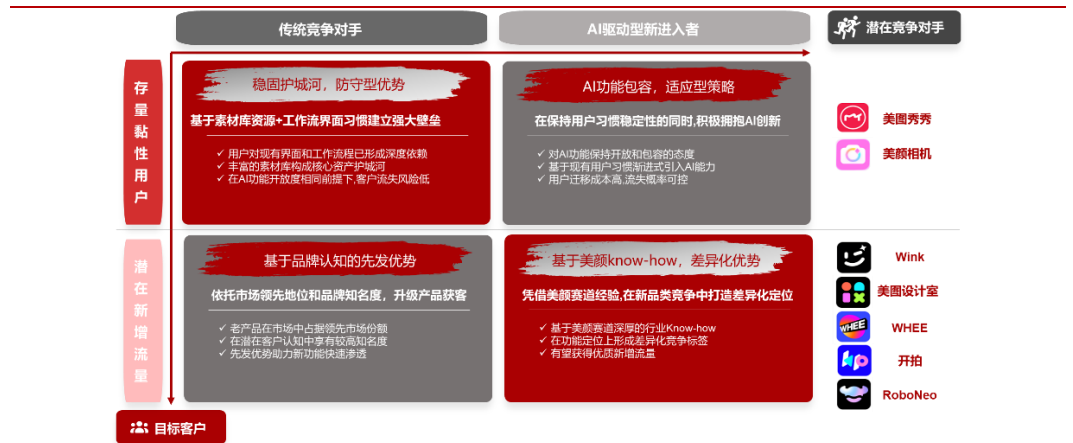 传统竞争对手
AI驱动型新进入者
潜在竞争对手
存量黏性用户
稳固护城河，防守型优势
基于素材库资源+工作流界面习惯建立强大壁垒
✓ 用户对现有界面和工作流程已形成深度依赖
✓ 丰富的素材库构成核心资产护城河
✓ 在AI功能开放度相同前提下,客户流失风险低
AI功能包容，适应型策略
在保持用户习惯稳定性的同时,积极拥抱AI创新
✓ 对AI功能保持开放和包容的态度
✓ 基于现有用户习惯渐进式引入AI能力
✓ 用户迁移成本高,流失概率可控
美图秀秀
美颜相机
潜在新增流量
基于品牌认知的先发优势
依托市场领先地位和品牌知名度，升级产品获客
✓ 老产品在市场中占据领先市场份额
✓ 在潜在客户认知中享有较高知名度
✓ 先发优势助力新功能快速渗透
基于美颜know-how，差异化优势
凭借美颜赛道经验,在新品类竞争中打造差异化定位
✓ 基于美颜赛道深厚的行业Know-how
✓ 在功能定位上形成差异化竞争标签
✓ 有望获得优质新增流量
Wink
美图设计室
WHEE
WHEE
开拍
RoboNeo
目标客户